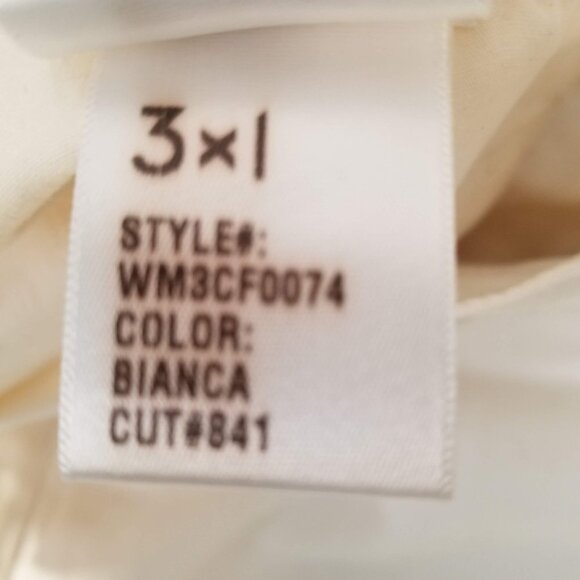 3x1
STYLE#:
WM3CF0074
COLOR:
BIANCA
CUT#841